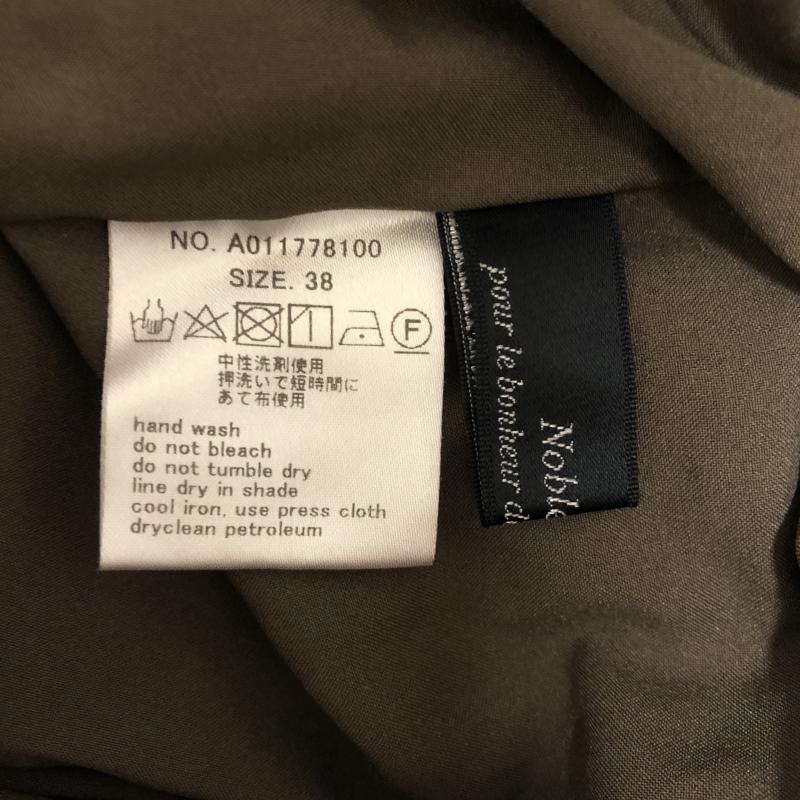 NO. A011778100
SIZE. 38
F
中性洗剤使用
押洗いで短時間に
あて布使用
hand wash
do not bleach
do not tumble dry
line dry in shade
cool iron, use press cloth
dryclean petroleum
Noble
pour le bonheur d